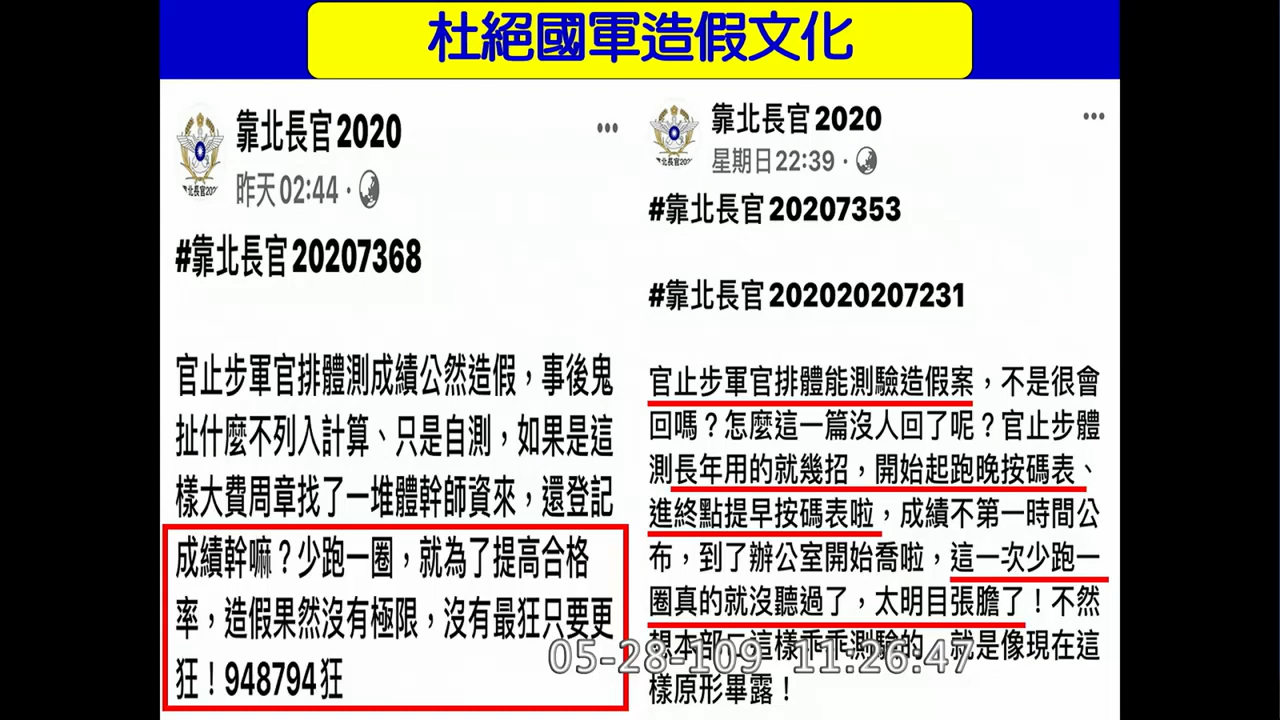 杜絕國軍造假文化
靠北長官2020
昨天02:44
#靠北長官20207368
官止步軍官排體測成績公然造假，事後鬼
扯什麼不列入計算、只是自測，如果是這
樣大費周章找了一堆體幹師資來，還登記
成績幹嘛？少跑一圈，就為了提高合格
率，造假果然沒有極限，沒有最狂只要更
狂！948794狂
靠北長官2020
星期日22:39
#靠北長官20207353
#靠北長官202020207231
官止步軍官排體能測驗造假案，不是很會
回嗎？怎麼這一篇沒人回了呢？官止步體
測長年用的就幾招，開始起跑晚按碼表、
進終點提早按碼表啦，成績不第一時間公
布，到了辦公室開始喬啦，這一次少跑一
圈真的就沒聽過了，太明目張膽了！不然
想本部二這樣乖乖測驗的 就是像現在這
樣原形畢露！
05-28-109 11:26:47